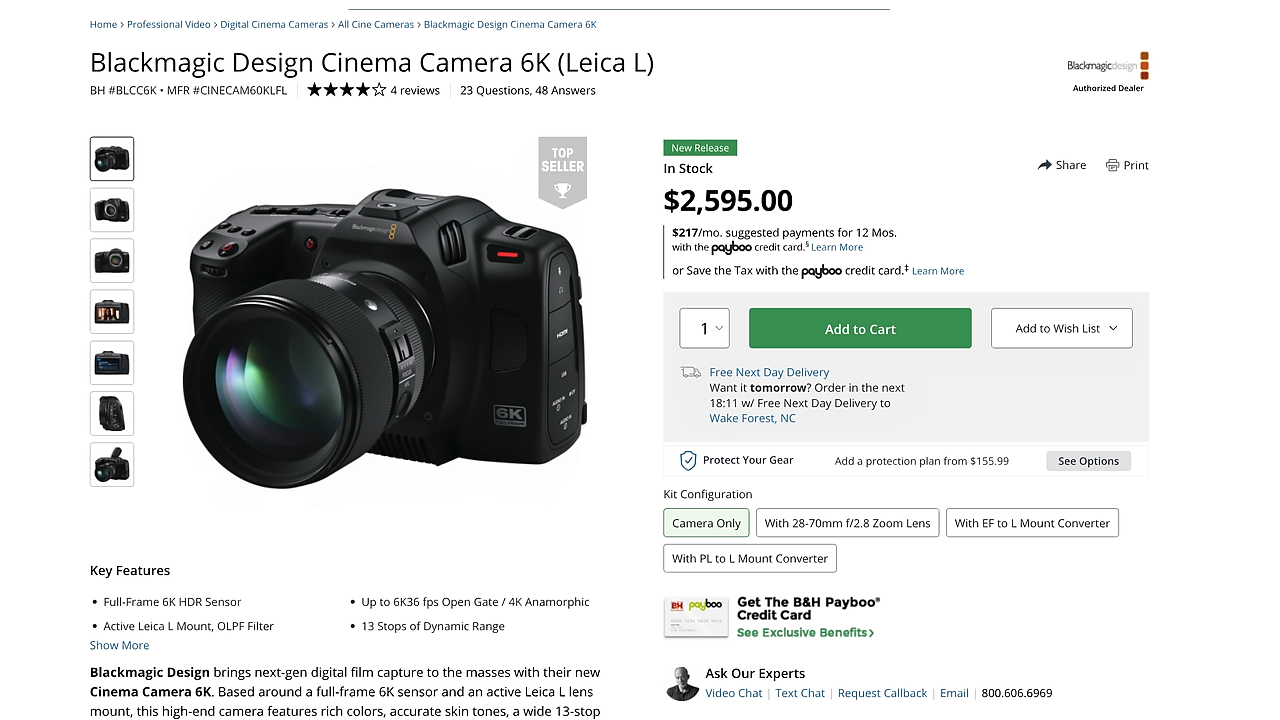 Home > Professional Video > Digital Cinema Cameras > All Cine Cameras > Blackmagic Design Cinema Camera 6K
Blackmagic Design Cinema Camera 6K (Leica L)
Blackmagicdesign
BH #BLCC6K • MFR #CINECAM60KLFL
4 reviews
23 Questions, 48 Answers
Authorized Dealer
TOP
SELLER
Blackmagicdesign
6K
HDMI
New Release
In Stock
Share
Print
$2,595.00
$217/mo. suggested payments for 12 Mos.
with the payboo credit card.§ Learn More
or Save the Tax with the payboo credit card.‡ Learn More
1
Add to Cart
Add to Wish List
Free Next Day Delivery
Want it tomorrow? Order in the next
18:11 w/ Free Next Day Delivery to
Wake Forest, NC
Protect Your Gear
Add a protection plan from $155.99
See Options
Kit Configuration
Camera Only
With 28-70mm f/2.8 Zoom Lens
With EF to L Mount Converter
With PL to L Mount Converter
BH payboo
Get The B&H Payboo®
Credit Card
See Exclusive Benefits>
Ask Our Experts
Video Chat | Text Chat | Request Callback | Email | 800.606.6969
Key Features
• Full-Frame 6K HDR Sensor
• Up to 6K36 fps Open Gate / 4K Anamorphic
• Active Leica L Mount, OLPF Filter
• 13 Stops of Dynamic Range
Show More
Blackmagic Design brings next-gen digital film capture to the masses with their new
Cinema Camera 6K. Based around a full-frame 6K sensor and an active Leica L lens
mount, this high-end camera features rich colors, accurate skin tones, a wide 13-stop